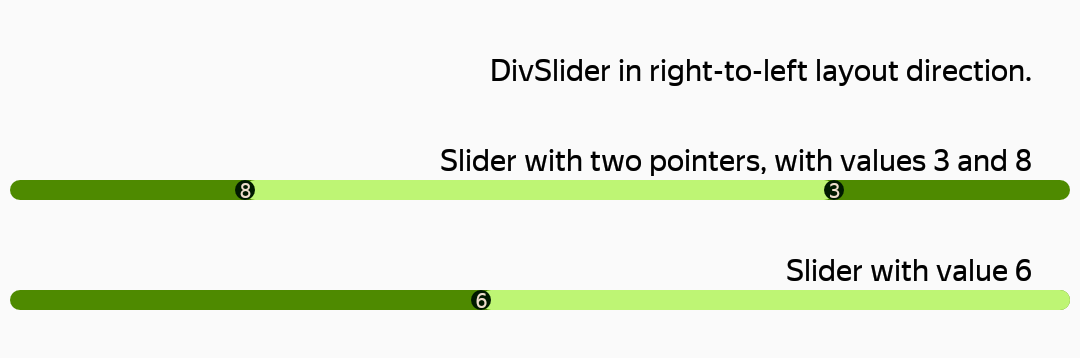 DivSlider in right-to-left layout direction.
Slider with two pointers, with values 3 and 8
8 3
Slider with value 6
6